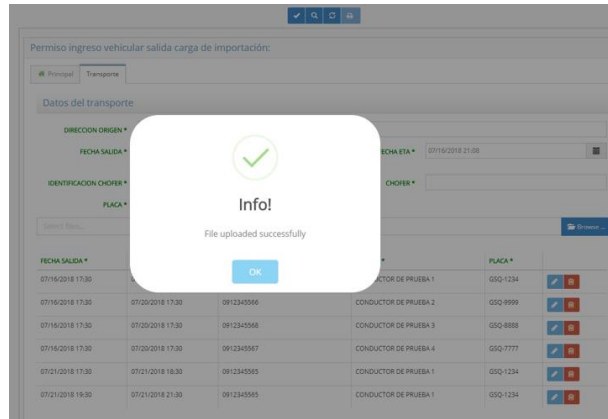 Permiso ingreso vehicular salida carga de importación:
Principal Transporte
Datos del transporte
DIRECCION ORIGEN *
FECHA SALIDA * FECHA ETA * 07/16/2018 21:08
IDENTIFICACION CHOFER * CHOFER *
PLACA *
Info!
Select files... File uploaded successfully Browse ...
OK
FECHA SALIDA * * PLACA *
07/16/2018 17:30 CONDUCTOR DE PRUEBA 1 GSQ-1234
07/16/2018 17:30 07/20/2018 17:30 0912345566 CONDUCTOR DE PRUEBA 2 GSQ-9999
07/16/2018 17:30 07/20/2018 17:30 0912345568 CONDUCTOR DE PRUEBA 3 GSQ-8888
07/16/2018 17:30 07/20/2018 17:30 0912345567 CONDUCTOR DE PRUEBA 4 GSQ-7777
07/21/2018 17:30 07/21/2018 18:30 0912345565 CONDUCTOR DE PRUEBA 1 GSQ-1234
07/21/2018 19:30 07/21/2018 21:30 0912345565 CONDUCTOR DE PRUEBA 1 GSQ-1234